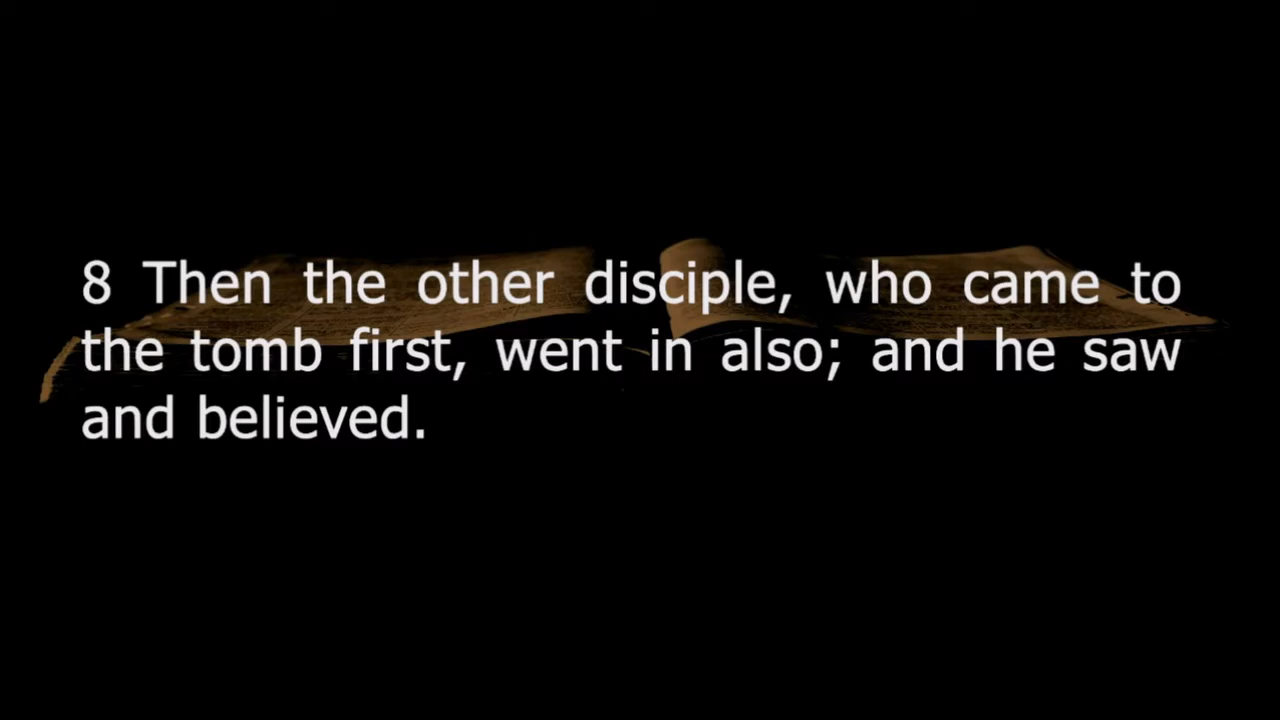 8 Then the other disciple, who came to
the tomb first, went in also; and he saw
and believed.